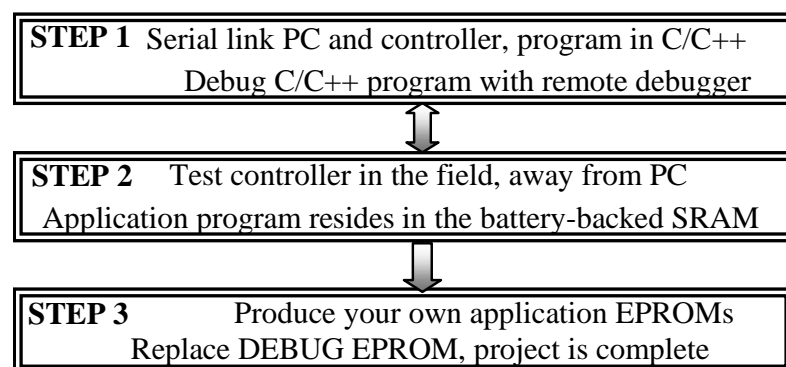 STEP 1 Serial link PC and controller, program in C/C++
Debug C/C++ program with remote debugger
STEP 2 Test controller in the field, away from PC
Application program resides in the battery-backed SRAM
STEP 3 Produce your own application EPROMs
Replace DEBUG EPROM, project is complete